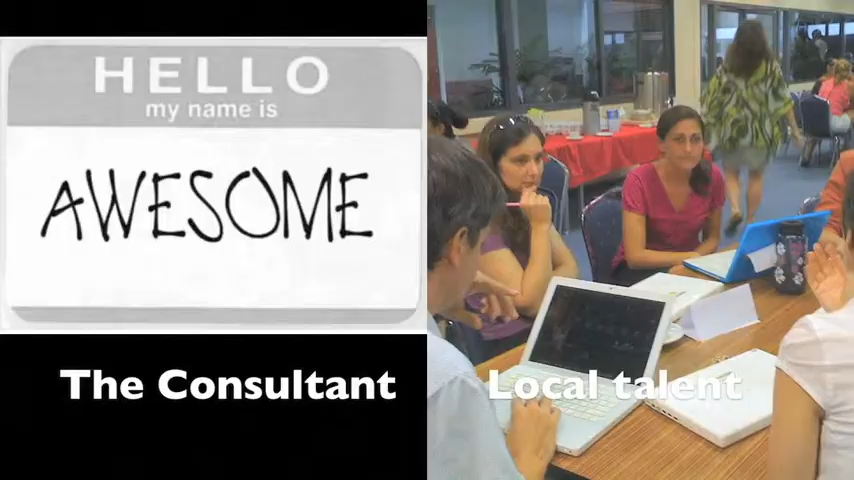 HELLO
my name is
AWESOME
The Consultant
Local talent